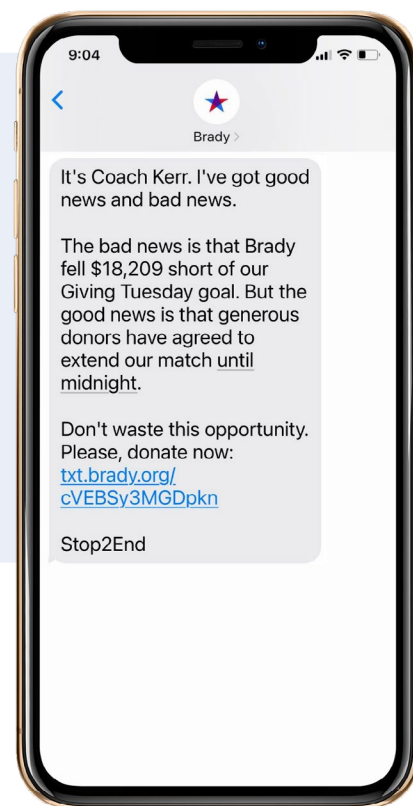 9:04
Brady
It's Coach Kerr. I've got good
news and bad news.
The bad news is that Brady
fell $18,209 short of our
Giving Tuesday goal. But the
good news is that generous
donors have agreed to
extend our match until
midnight.
Don't waste this opportunity.
Please, donate now:
txt.brady.org/
cVEBSy3MGDpkn
Stop2End